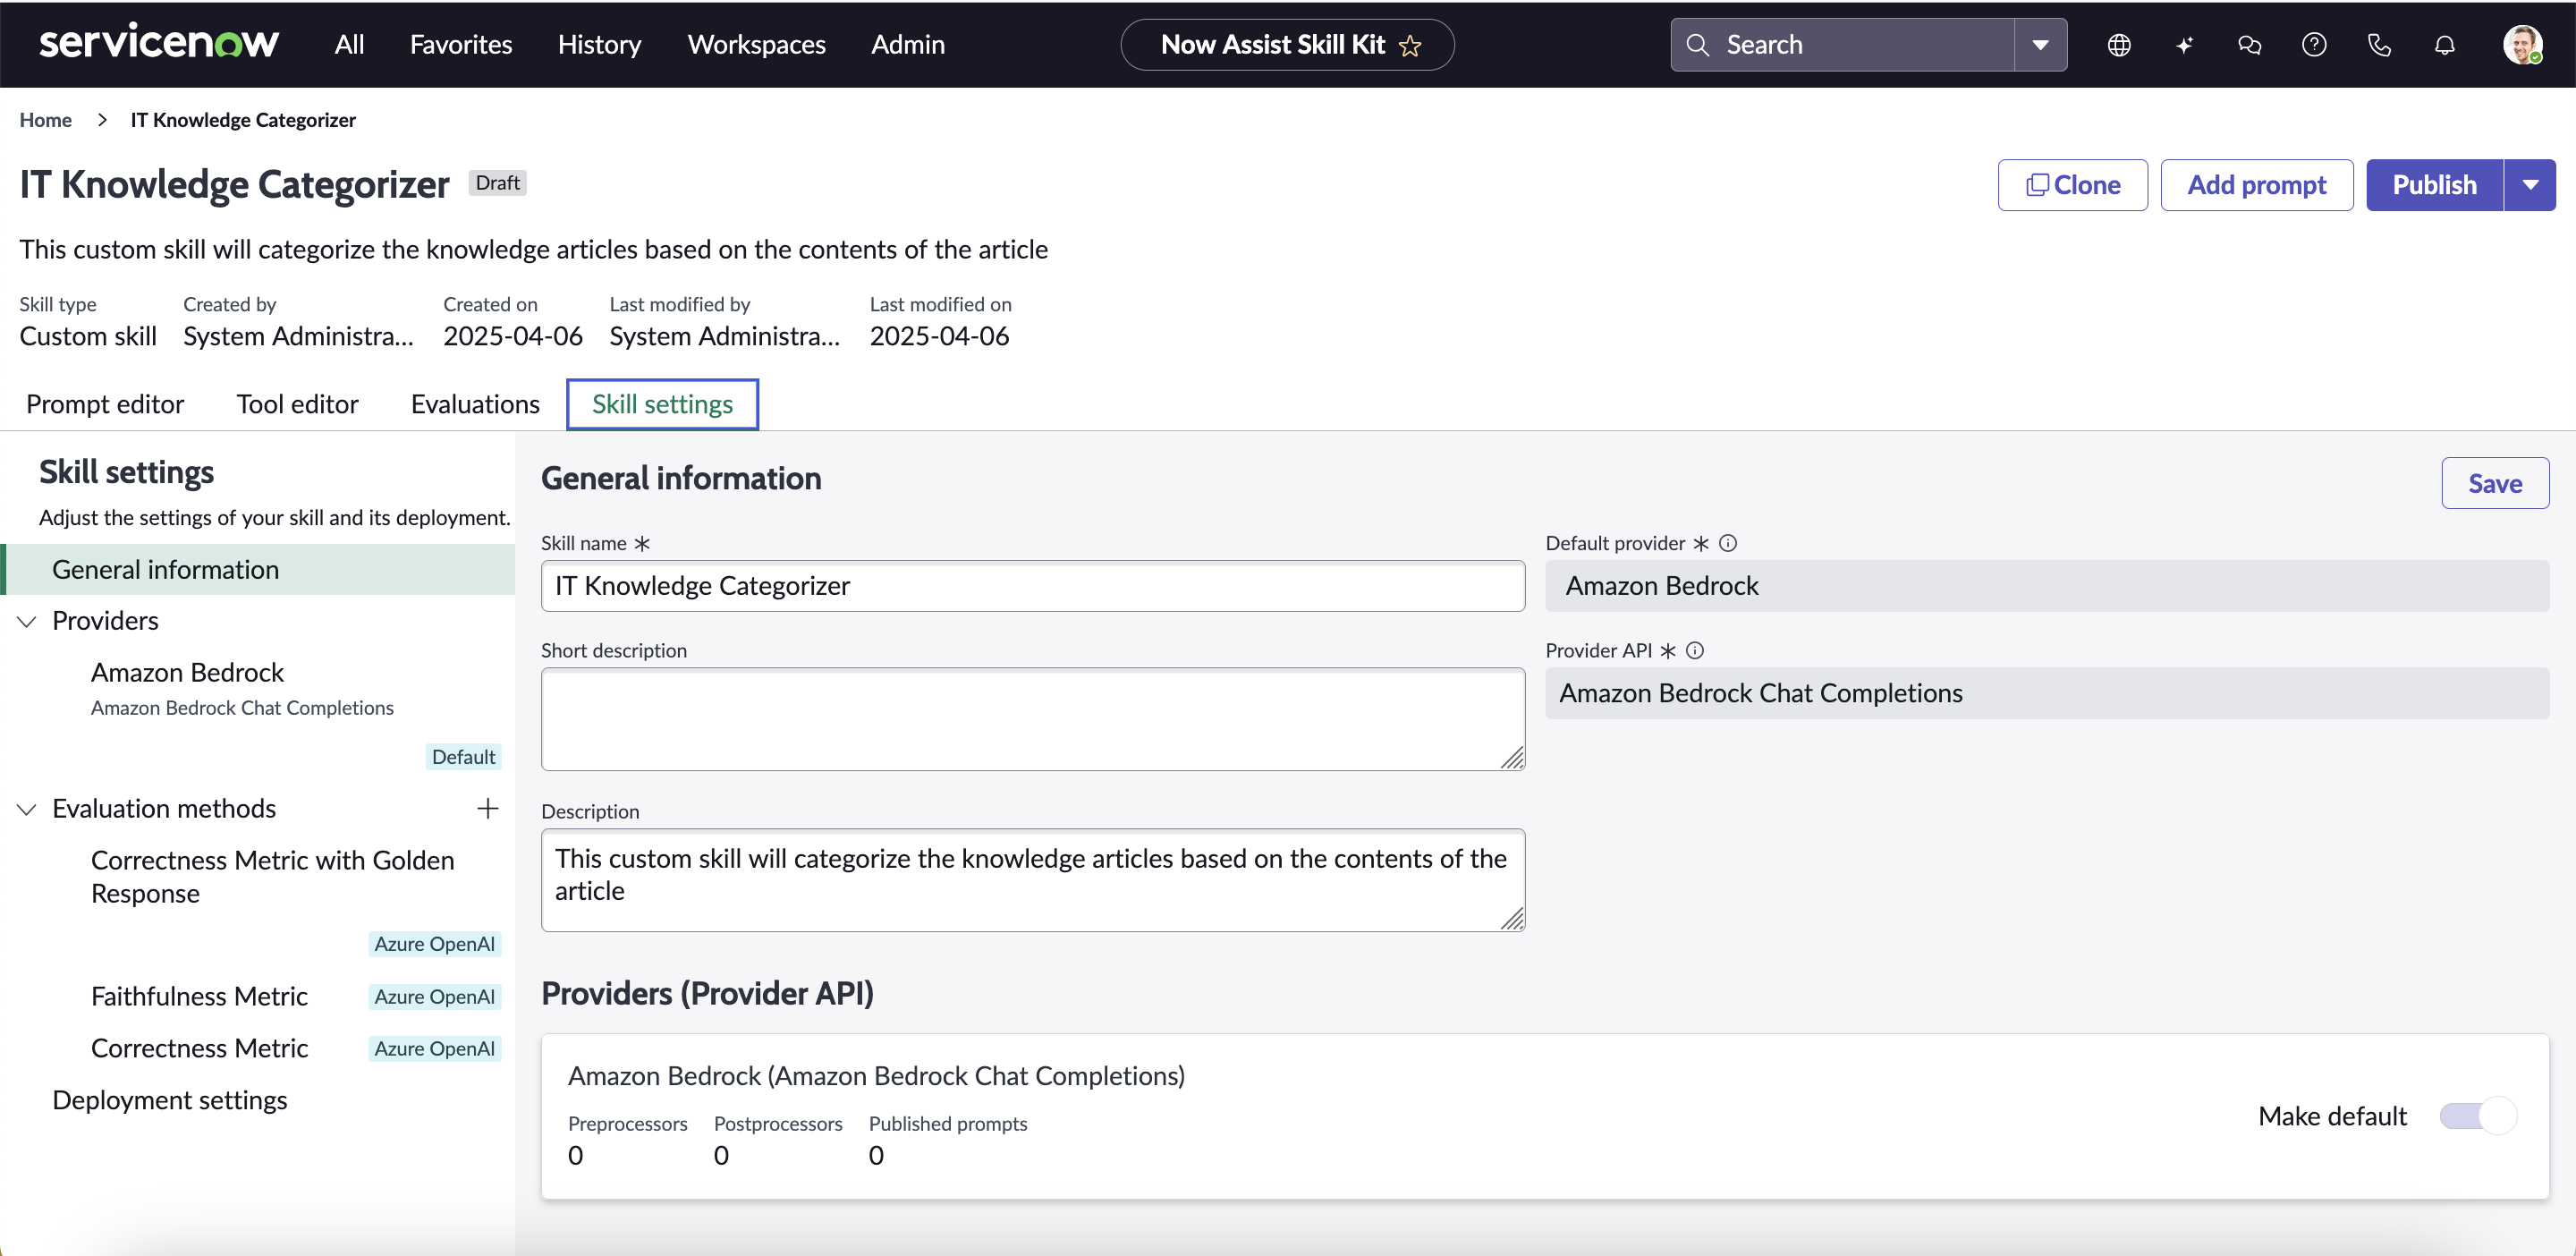 servicenow All Favorites History Workspaces Admin Now Assist Skill Kit Search
Home > IT Knowledge Categorizer
IT Knowledge Categorizer Draft Clone Add prompt Publish
This custom skill will categorize the knowledge articles based on the contents of the article
Skill type Created by Created on Last modified by Last modified on
Custom skill System Administra... 2025-04-06 System Administra... 2025-04-06
Prompt editor Tool editor Evaluations Skill settings
Skill settings
Adjust the settings of your skill and its deployment.
General information
Providers
Amazon Bedrock
Amazon Bedrock Chat Completions
Default
Evaluation methods
Correctness Metric with Golden
Response
Azure OpenAI
Faithfulness Metric Azure OpenAI
Correctness Metric Azure OpenAI
Deployment settings
General information Save
Skill name * Default provider *
IT Knowledge Categorizer Amazon Bedrock
Short description Provider API *
Amazon Bedrock Chat Completions
Description
This custom skill will categorize the knowledge articles based on the contents of the
article
Providers (Provider API)
Amazon Bedrock (Amazon Bedrock Chat Completions)
Preprocessors Postprocessors Published prompts
0 0 0
Make default